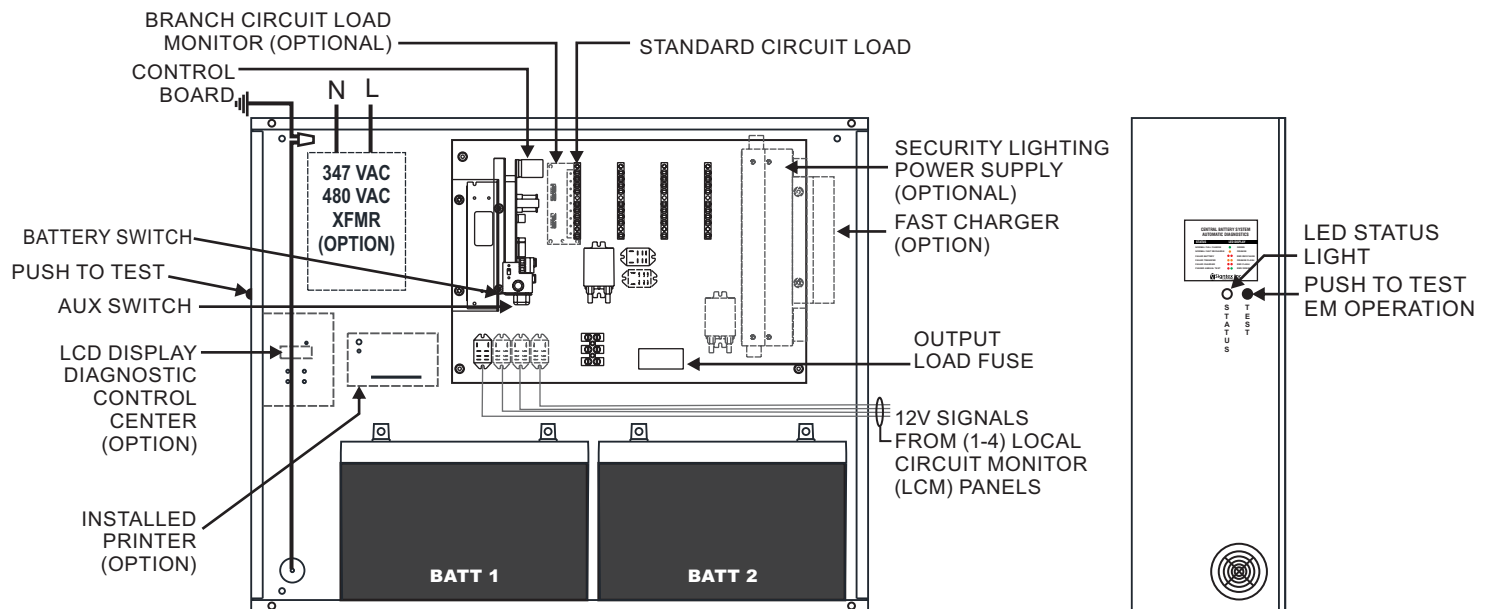 BRANCH CIRCUIT LOAD
MONITOR (OPTIONAL)
STANDARD CIRCUIT LOAD
CONTROL
BOARD
N L
347 VAC
480 VAC
XFMR
(OPTION)
SECURITY LIGHTING
POWER SUPPLY
(OPTIONAL)
FAST CHARGER
(OPTION)
BATTERY SWITCH
PUSH TO TEST
AUX SWITCH
LCD DISPLAY
DIAGNOSTIC
CONTROL
CENTER
(OPTION)
OUTPUT
LOAD FUSE
12V SIGNALS
FROM (1-4) LOCAL
CIRCUIT MONITOR
(LCM) PANELS
INSTALLED
PRINTER
(OPTION)
BATT 1
BATT 2
CENTRAL BATTERY SYSTEM
AUTOMATIC DIAGNOSTICS
STATUS LED DISPLAY
STATUS
TEST
LED STATUS
LIGHT
PUSH TO TEST
EM OPERATION